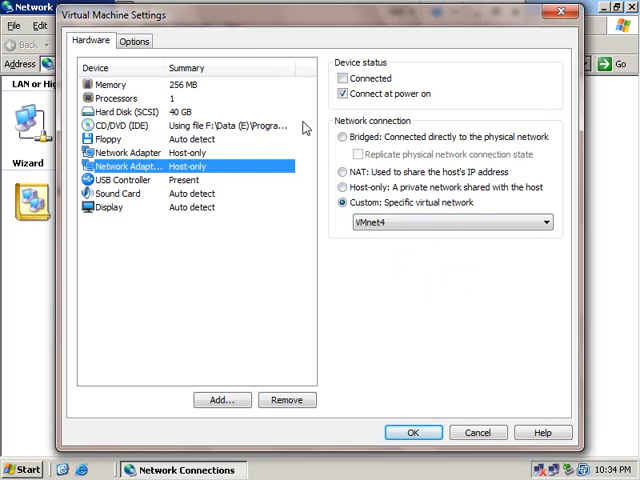 Network
Virtual Machine Settings
File
Edit
Back
Address
Go
Hardware
Options
LAN or Hig
Wizard
Device
Summary
Memory
256 MB
Processors
1
Hard Disk (SCSI)
40 GB
CD/DVD (IDE)
Using file F:\Data (E)\Progra...
Floppy
Auto detect
Network Adapter
Host-only
Network Adapt...
Host-only
USB Controller
Present
Sound Card
Auto detect
Display
Auto detect
Add...
Remove
Device status
Connected
Connect at power on
Network connection
Bridged: Connected directly to the physical network
Replicate physical network connection state
NAT: Used to share the host's IP address
Host-only: A private network shared with the host
Custom: Specific virtual network
VMnet4
OK
Cancel
Help
Start
Network Connections
10:34 PM